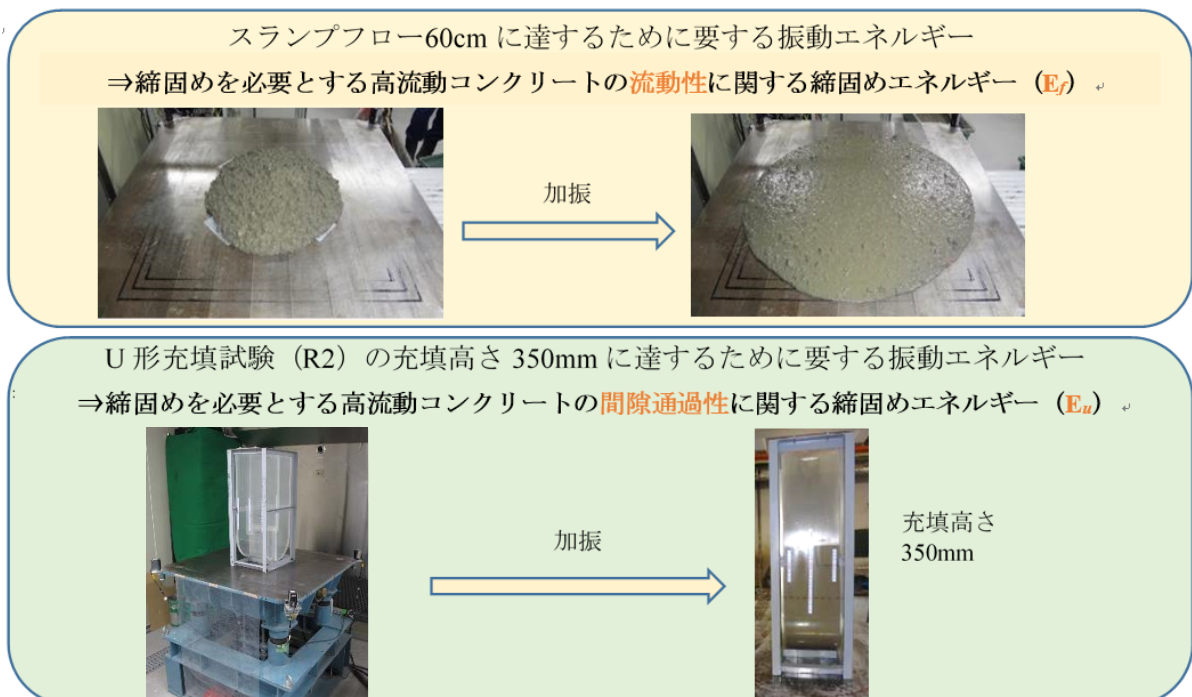 スランプフロー60cm に達するために要する振動エネルギー
⇒締固めを必要とする高流動コンクリートの流動性に関する締固めエネルギー（Ef）
加振
U 形充填試験（R2）の充填高さ 350mm に達するために要する振動エネルギー
⇒締固めを必要とする高流動コンクリートの間隙通過性に関する締固めエネルギー（Eu）
加振
充填高さ
350mm